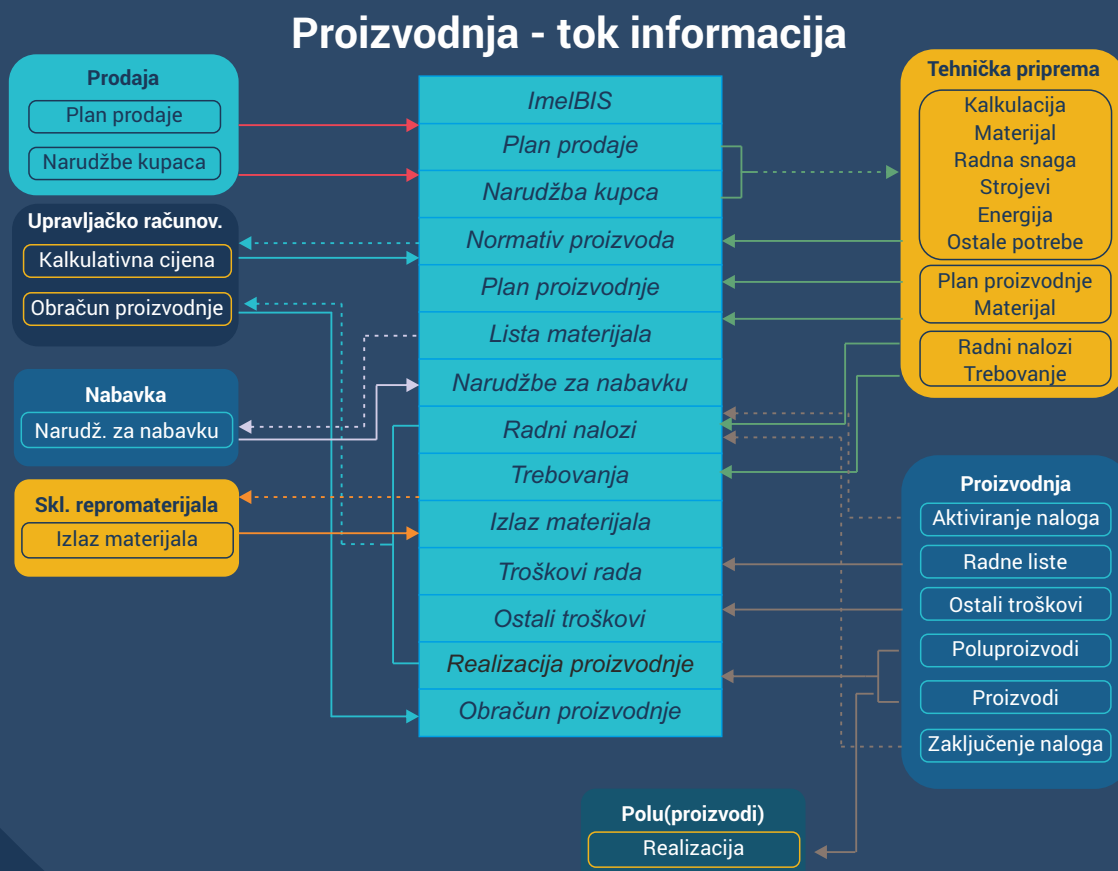 Proizvodnja - tok informacija
Prodaja
Plan prodaje
Narudžbe kupaca
Upravljačko računov.
Kalkulativna cijena
Obračun proizvodnje
Nabavka
Narudž. za nabavku
Skl. repromaterijala
Izlaz materijala
ImelBIS
Plan prodaje
Narudžba kupca
Normativ proizvoda
Plan proizvodnje
Lista materijala
Narudžbe za nabavku
Radni nalozi
Trebovanja
Izlaz materijala
Troškovi rada
Ostali troškovi
Realizacija proizvodnje
Obračun proizvodnje
Tehnička priprema
Kalkulacija
Materijal
Radna snaga
Strojevi
Energija
Ostale potrebe
Plan proizvodnje
Materijal
Radni nalozi
Trebovanje
Proizvodnja
Aktiviranje naloga
Radne liste
Ostali troškovi
Poluproizvodi
Proizvodi
Zaključenje naloga
Polu(proizvodi)
Realizacija